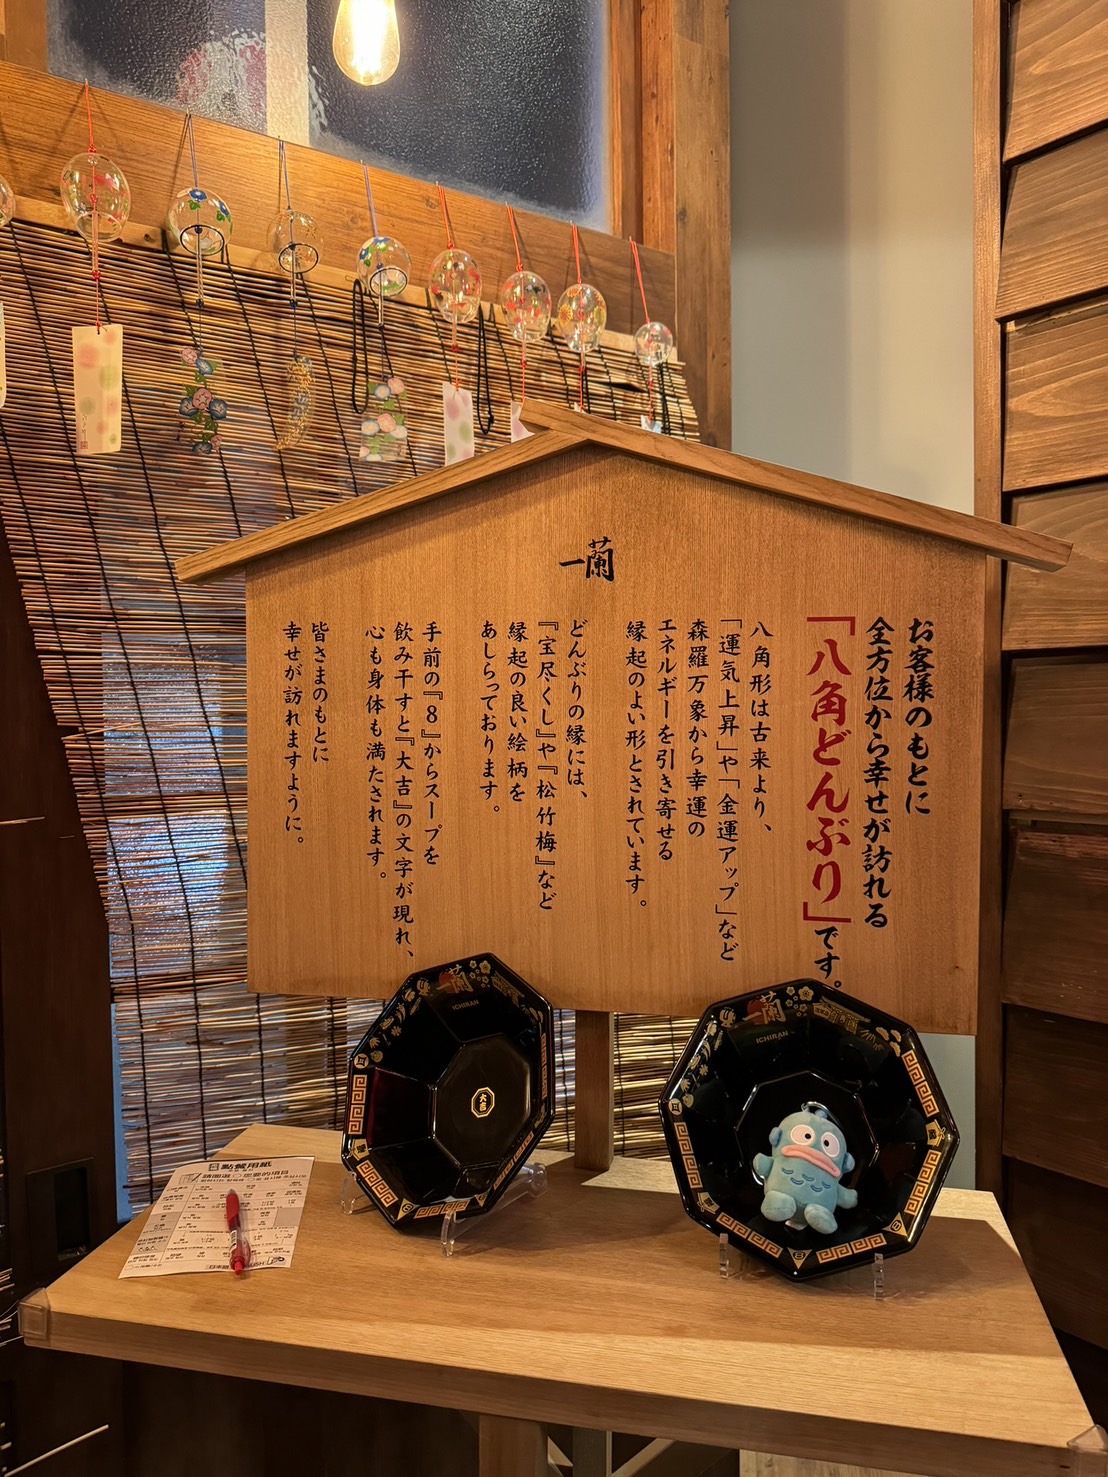 一蘭
お客様のもとに
全方位から幸せが訪れる
「八角どんぶり」です。
八角形は古来より、
「運気上昇」や「金運アップ」など
森羅万象から幸運の
エネルギーを引き寄せる
縁起のよい形とされています。
どんぶりの縁には、
『宝尽くし』や『松竹梅』など
縁起の良い絵柄を
あしらっております。
手前の『8』からスープを
飲み干すと『大吉』の文字が現れ、
心も身体も満たされます。
皆さまのもとに
幸せが訪れますように。
一蘭
ICHIRAN
大吉
一蘭
ICHIRAN
8
點餐用紙